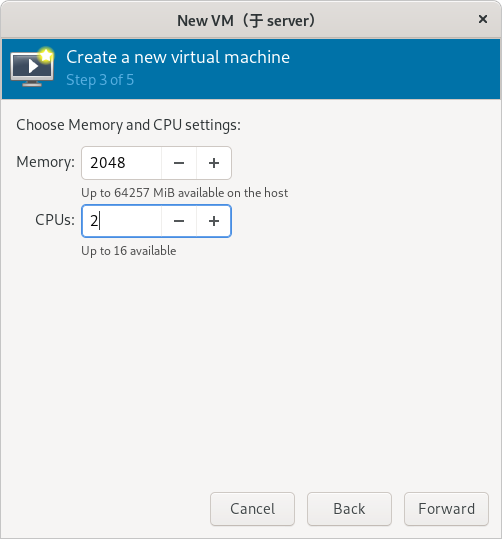 New VM（于 server）
Create a new virtual machine
Step 3 of 5
Choose Memory and CPU settings:
Memory: 2048 − +
Up to 64257 MiB available on the host
CPUs: 2 − +
Up to 16 available
Cancel Back Forward